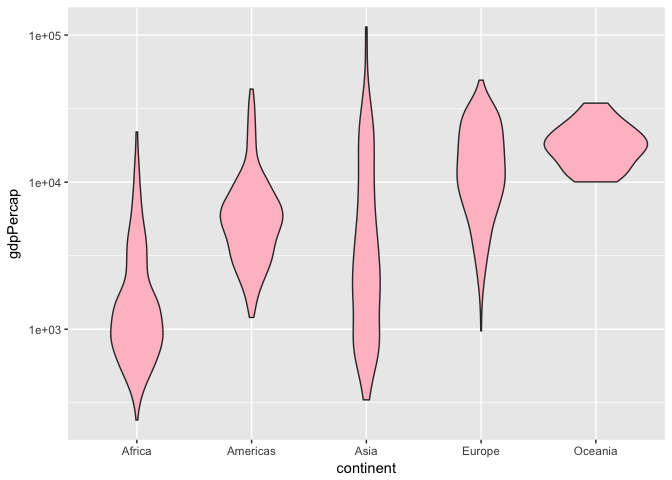 1e+05
1e+04
1e+03
gdpPercap
Africa
Americas
Asia
Europe
Oceania
continent